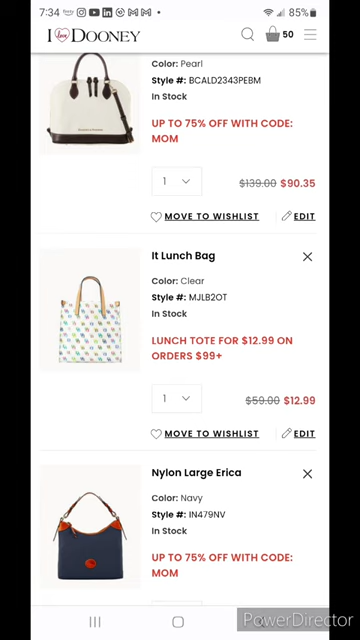 7:34
85%
I love DOONEY
50
Color: Pearl
Style #: BCALD2343PEBM
In Stock
UP TO 75% OFF WITH CODE:
MOM
1
$139.00 $90.35
MOVE TO WISHLIST
EDIT
It Lunch Bag
Color: Clear
Style #: MJLB2OT
In Stock
LUNCH TOTE FOR $12.99 ON
ORDERS $99+
1
$59.00 $12.99
MOVE TO WISHLIST
EDIT
Nylon Large Erica
Color: Navy
Style #: IN479NV
In Stock
UP TO 75% OFF WITH CODE:
MOM
PowerDirector